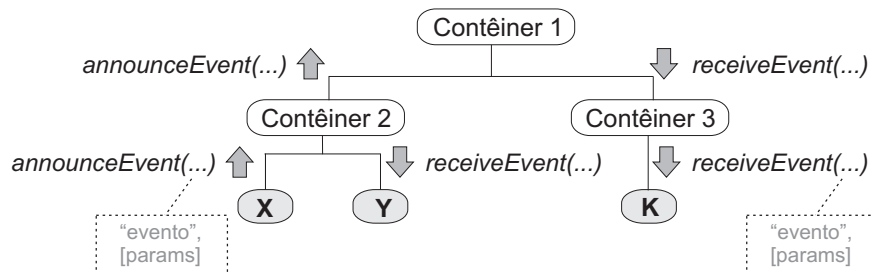 Contêiner 1
announceEvent(...)
receiveEvent(...)
Contêiner 2
Contêiner 3
announceEvent(...)
receiveEvent(...)
receiveEvent(...)
X
Y
K
“evento”,
[params]
“evento”,
[params]